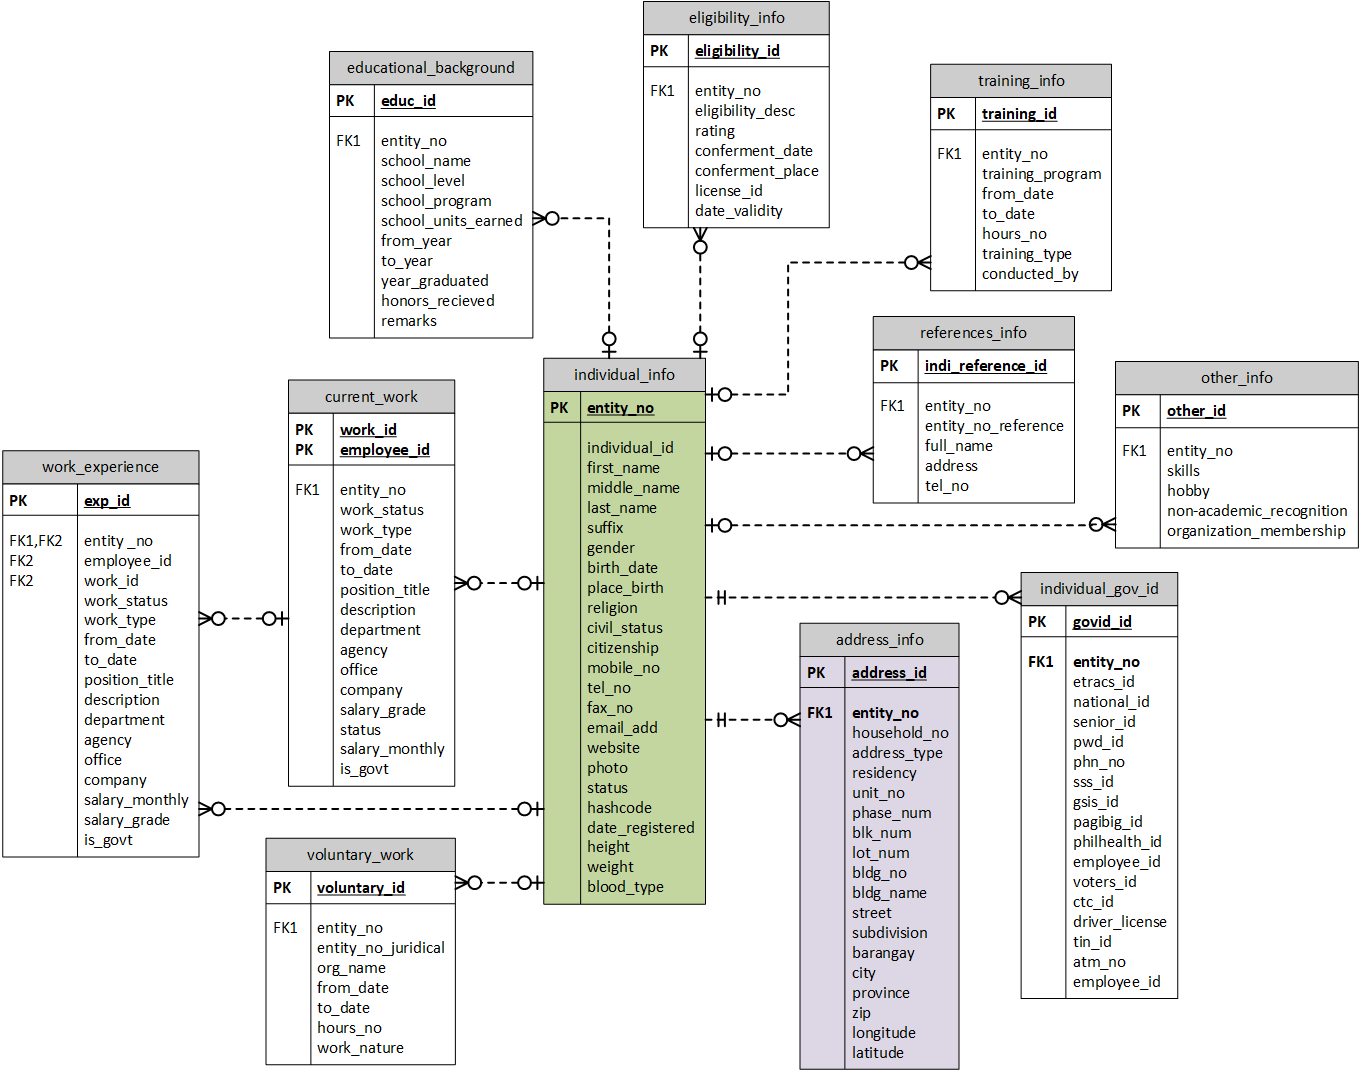 eligibility_info
PK eligibility_id
FK1 entity_no
eligibility_desc
rating
conferment_date
conferment_place
license_id
date_validity
educational_background
PK educ_id
FK1 entity_no
school_name
school_level
school_program
school_units_earned
from_year
to_year
year_graduated
honors_recieved
remarks
training_info
PK training_id
FK1 entity_no
training_program
from_date
to_date
hours_no
training_type
conducted_by
references_info
PK indi_reference_id
FK1 entity_no
entity_no_reference
full_name
address
tel_no
other_info
PK other_id
FK1 entity_no
skills
hobby
non-academic_recognition
organization_membership
individual_info
PK entity_no
individual_id
first_name
middle_name
last_name
suffix
gender
birth_date
place_birth
religion
civil_status
citizenship
mobile_no
tel_no
fax_no
email_add
website
photo
status
hashcode
date_registered
height
weight
blood_type
current_work
PK work_id
PK employee_id
FK1 entity_no
work_status
work_type
from_date
to_date
position_title
description
department
agency
office
company
salary_grade
status
salary_monthly
is_govt
work_experience
PK exp_id
FK1,FK2 entity _no
FK2 employee_id
FK2 work_id
work_status
work_type
from_date
to_date
position_title
description
department
agency
office
company
salary_monthly
salary_grade
is_govt
voluntary_work
PK voluntary_id
FK1 entity_no
entity_no_juridical
org_name
from_date
to_date
hours_no
work_nature
address_info
PK address_id
FK1 entity_no
household_no
address_type
residency
unit_no
phase_num
blk_num
lot_num
bldg_no
bldg_name
street
subdivision
barangay
city
province
zip
longitude
latitude
individual_gov_id
PK govid_id
FK1 entity_no
etracs_id
national_id
senior_id
pwd_id
phn_no
sss_id
gsis_id
pagibig_id
philhealth_id
employee_id
voters_id
ctc_id
driver_license
tin_id
atm_no
employee_id